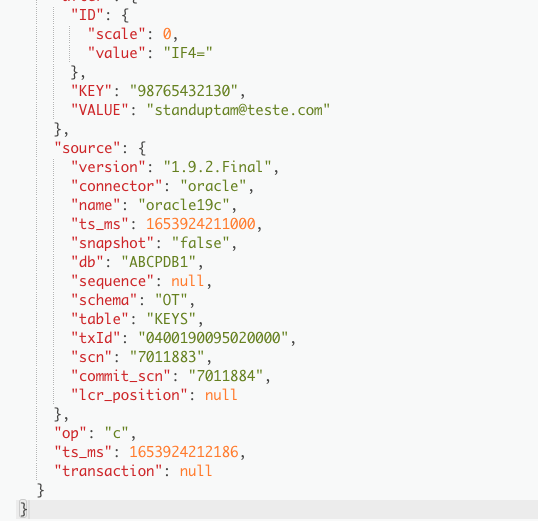 "ID": {
"scale": 0,
"value": "IF4="
},
"KEY": "98765432130",
"VALUE": "standuptam@teste.com"
},
"source": {
"version": "1.9.2.Final",
"connector": "oracle",
"name": "oracle19c",
"ts_ms": 1653924211000,
"snapshot": "false",
"db": "ABCPDB1",
"sequence": null,
"schema": "OT",
"table": "KEYS",
"txId": "0400190095020000",
"scn": "7011883",
"commit_scn": "7011884",
"lcr_position": null
},
"op": "c",
"ts_ms": 1653924212186,
"transaction": null
}
}